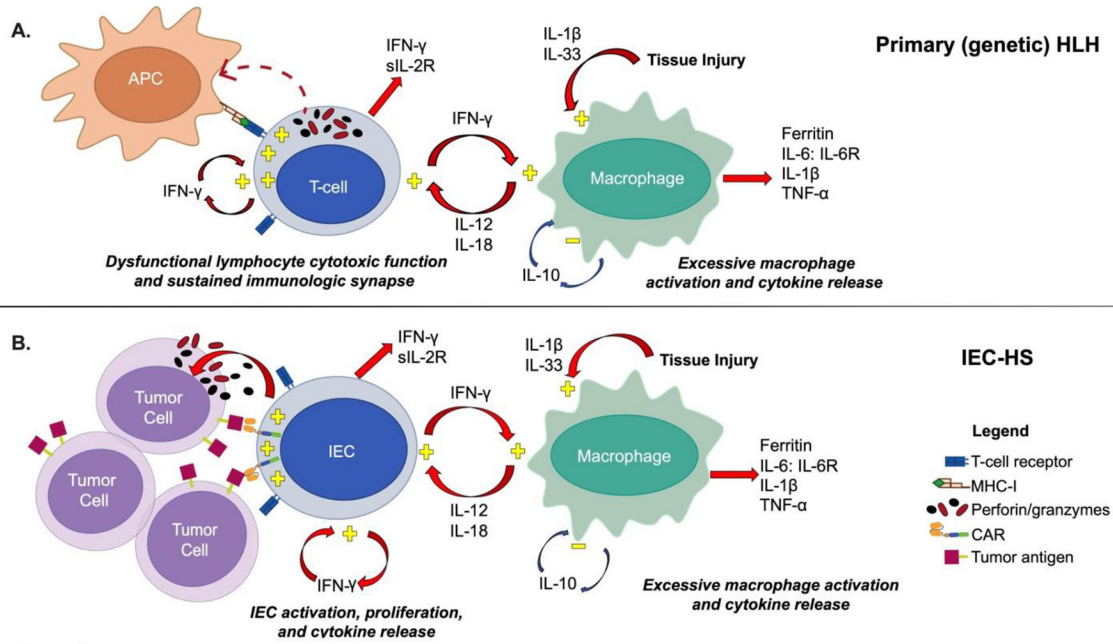 A.
Primary (genetic) HLH
APC
IFN-γ
sIL-2R
IL-1β
IL-33
Tissue Injury
IFN-γ
IFN-γ
T-cell
Macrophage
Ferritin
IL-6: IL-6R
IL-1β
TNF-α
IL-12
IL-18
IL-10
Dysfunctional lymphocyte cytotoxic function
and sustained immunologic synapse
Excessive macrophage
activation and cytokine release
B.
IEC-HS
IFN-γ
sIL-2R
IL-1β
IL-33
Tissue Injury
Tumor
Cell
IFN-γ
IEC
Macrophage
Tumor
Cell
Tumor
Cell
Ferritin
IL-6: IL-6R
IL-1β
TNF-α
IL-12
IL-18
IFN-γ
IL-10
IEC activation, proliferation,
and cytokine release
Excessive macrophage activation
and cytokine release
Legend
T-cell receptor
MHC-I
Perforin/granzymes
CAR
Tumor antigen